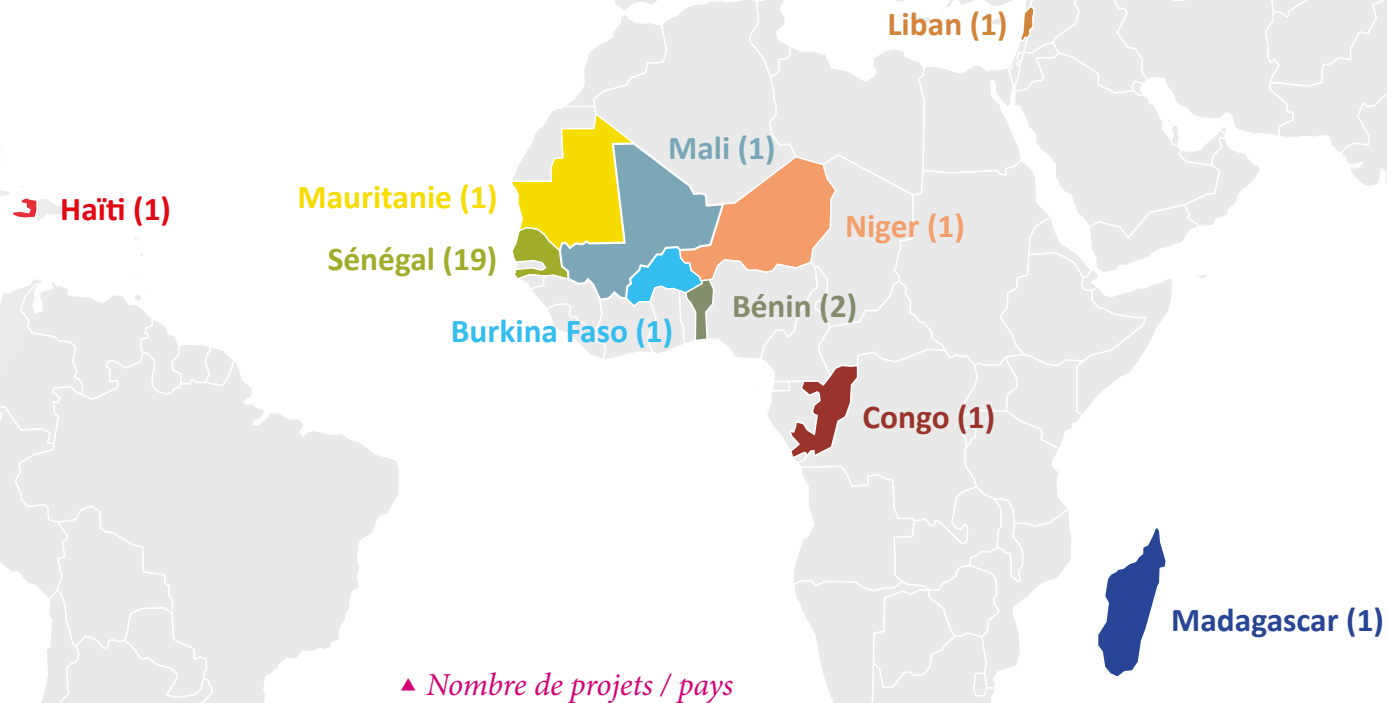 Liban (1)
Mali (1)
Mauritanie (1)
Haïti (1)
Niger (1)
Sénégal (19)
Bénin (2)
Burkina Faso (1)
Congo (1)
Madagascar (1)
▲ Nombre de projets / pays